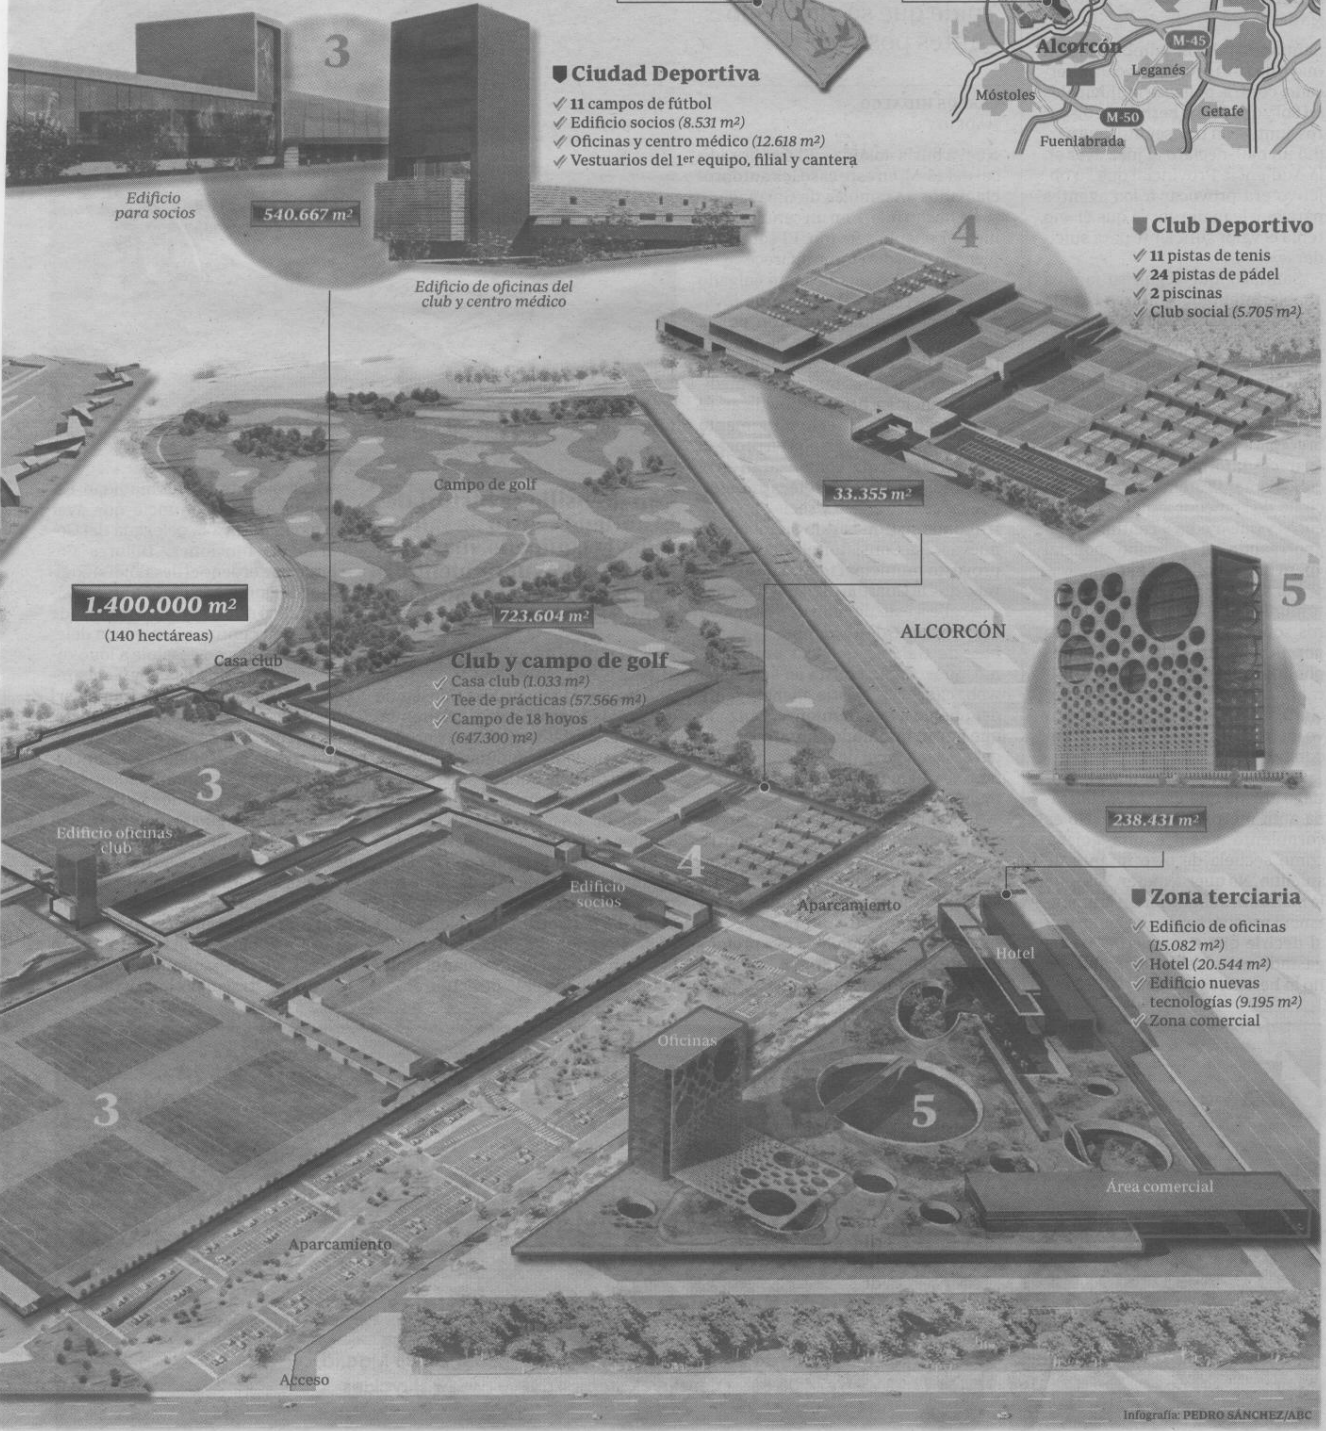 3
Ciudad Deportiva
11 campos de fútbol
Edificio socios (8.531 m²)
Oficinas y centro médico (12.618 m²)
Vestuarios del 1er equipo, filial y cantera
Edificio
para socios
540.667 m²
Edificio de oficinas del
club y centro médico
Alcorcón
M-45
Leganés
Móstoles
M-50
Getafe
Fuenlabrada
4
Club Deportivo
11 pistas de tenis
24 pistas de pádel
2 piscinas
Club social (5.705 m²)
33.355 m²
Campo de golf
1.400.000 m²
(140 hectáreas)
723.604 m²
ALCORCÓN
Casa club
Club y campo de golf
Casa club (1.033 m²)
Tee de prácticas (57.566 m²)
Campo de 18 hoyos
(647.300 m²)
5
238.431 m²
Zona terciaria
Edificio de oficinas
(15.082 m²)
Hotel (20.544 m²)
Edificio nuevas
tecnologías (9.195 m²)
Zona comercial
3
Edificio oficinas
club
4
Edificio
socios
Aparcamiento
Hotel
Oficinas
5
3
Área comercial
Aparcamiento
Acceso
Infografía: PEDRO SÁNCHEZ/ABC